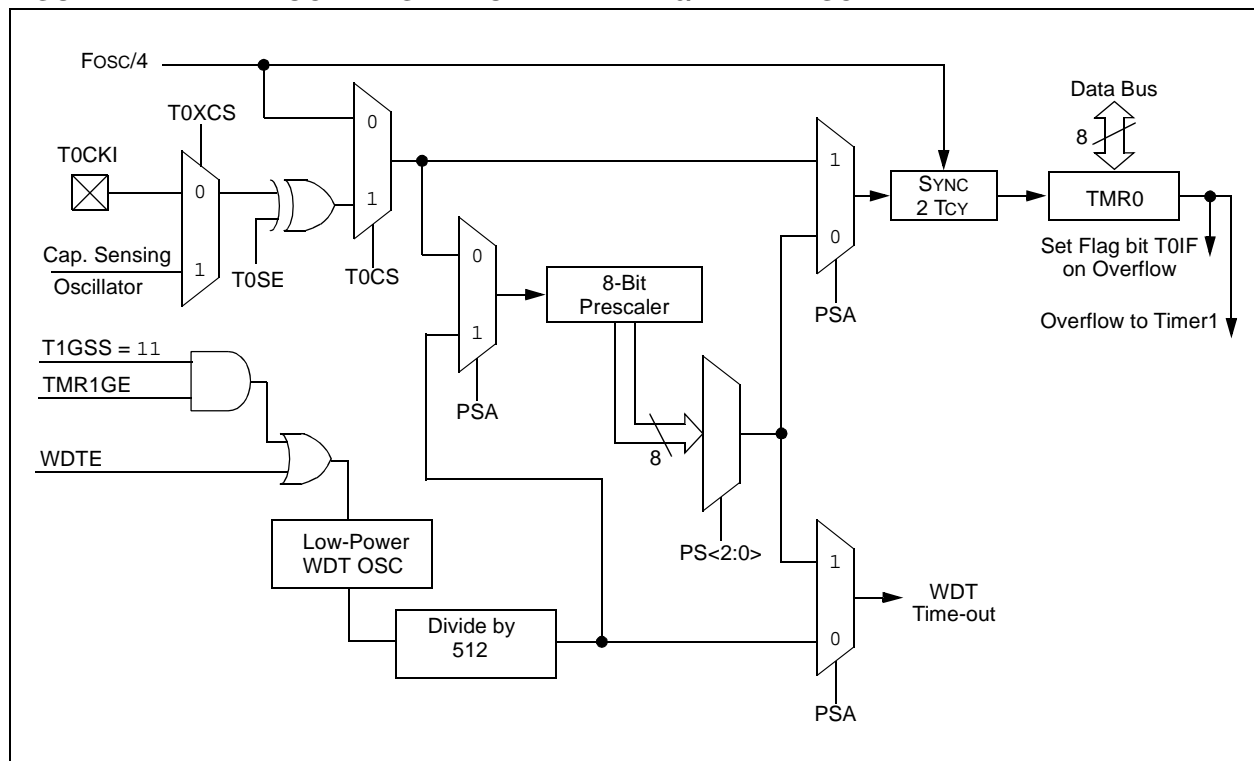 FOSC/4
T0XCS
T0CKI
0
1
Cap. Sensing
Oscillator
T0SE
0
1
T0CS
0
1
PSA
8-Bit
Prescaler
8
PS<2:0>
1
0
PSA
SYNC
2 TCY
Data Bus
8
TMR0
Set Flag bit T0IF
on Overflow
Overflow to Timer1
T1GSS = 11
TMR1GE
WDTE
Low-Power
WDT OSC
Divide by
512
1
0
PSA
WDT
Time-out